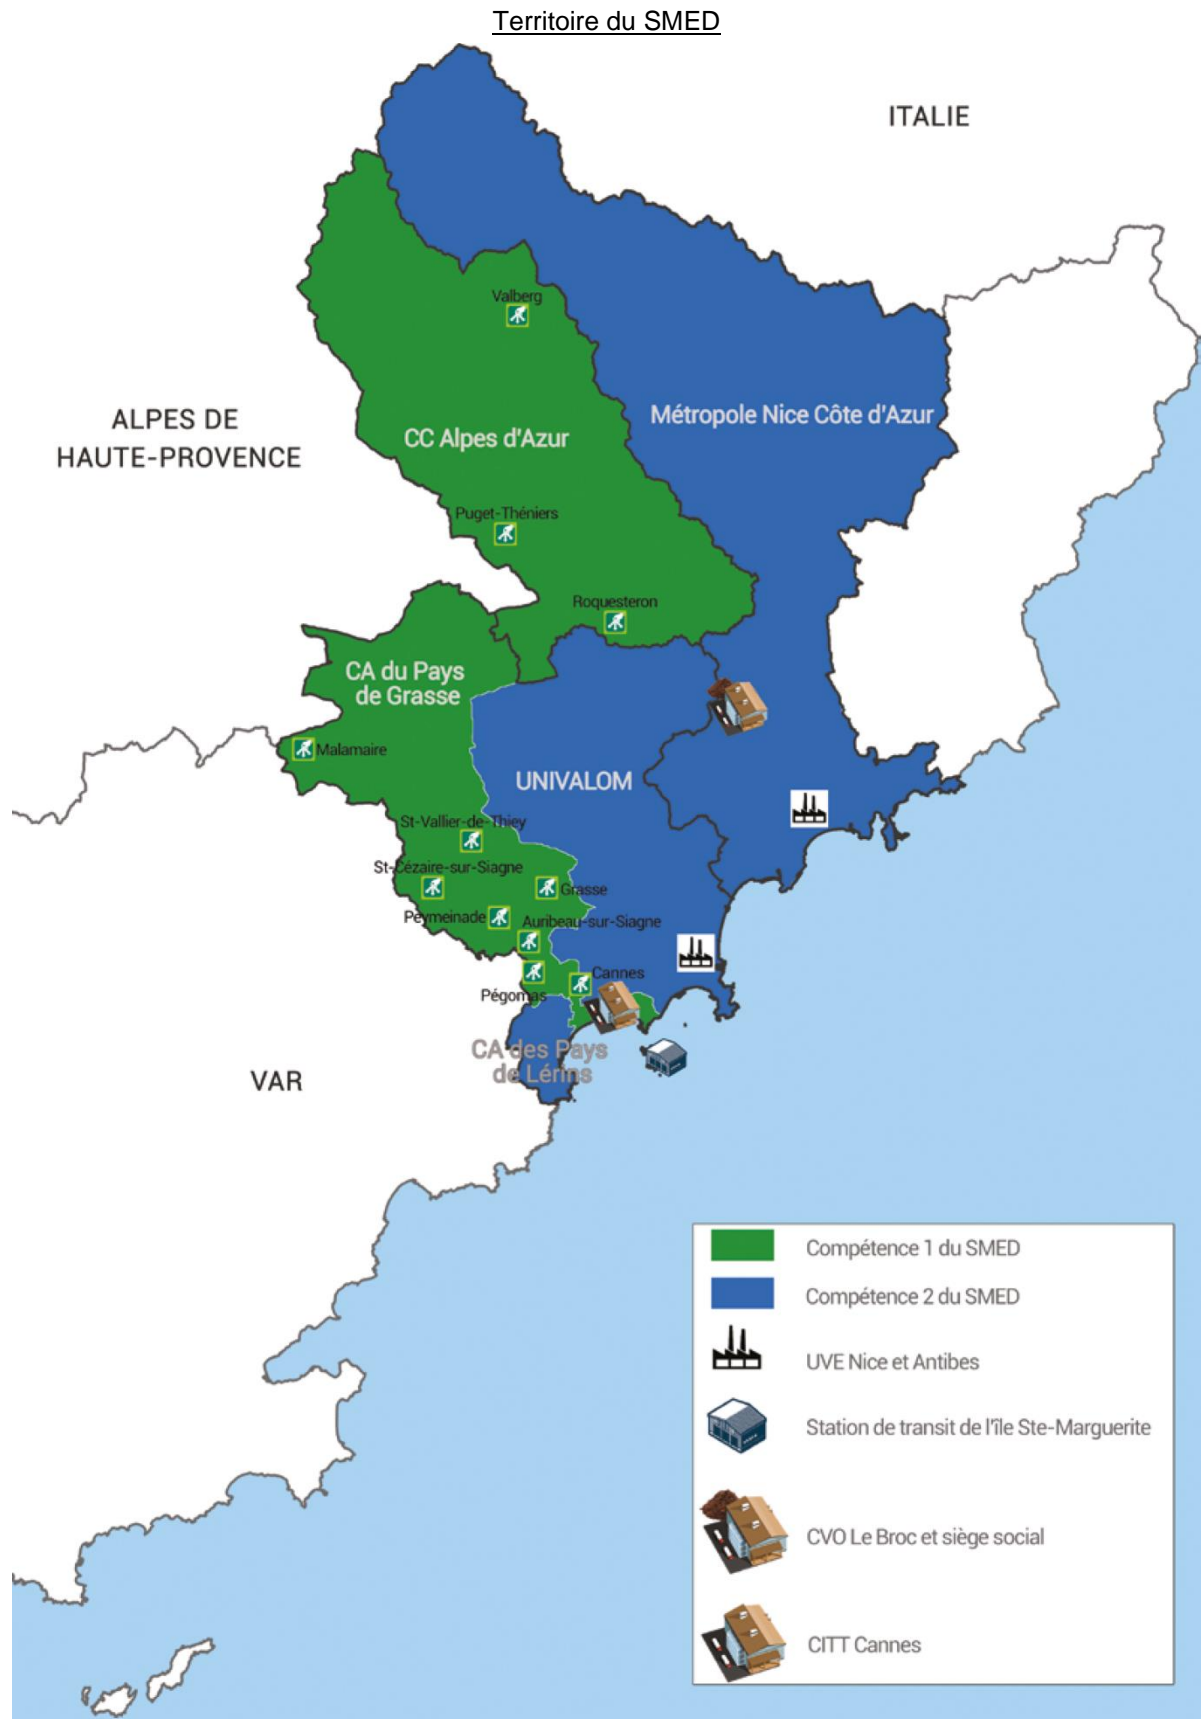 Territoire du SMED
ITALIE
Valberg
ALPES DE
HAUTE-PROVENCE
Métropole Nice Côte d'Azur
CC Alpes d'Azur
Puget-Théniers
Roquesteron
CA du Pays
de Grasse
Malamaire
UNIVALOM
St-Vallier-de-Thiey
St-Cézaire-sur-Siagne
Grasse
Peymeinade
Auribeau-sur-Siagne
Cannes
Pégomas
CA des Pays
de Lérins
VAR
Compétence 1 du SMED
Compétence 2 du SMED
UVE Nice et Antibes
Station de transit de l'île Ste-Marguerite
CVO Le Broc et siège social
CITT Cannes